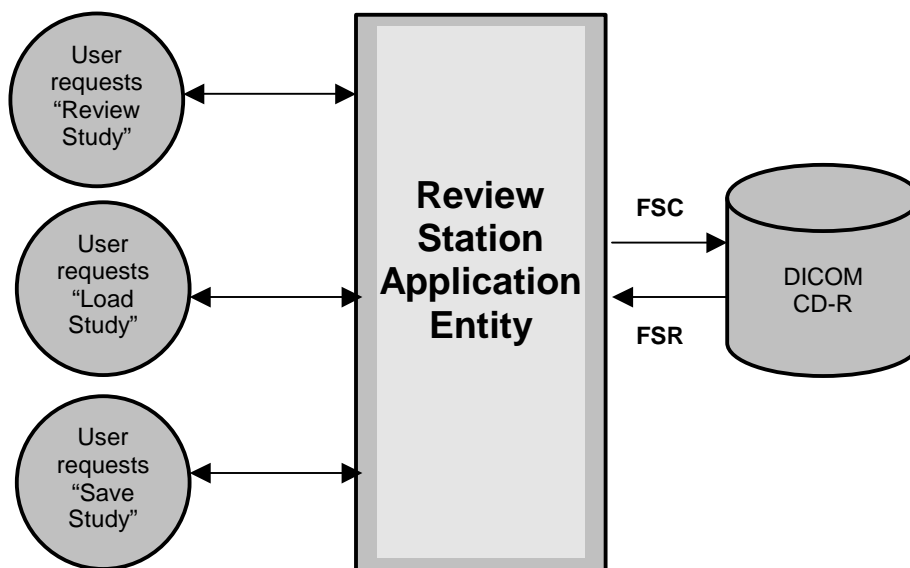 User
requests
“Review
Study”
User
requests
“Load
Study”
User
requests
“Save
Study”
Review
Station
Application
Entity
FSC
FSR
DICOM
CD-R